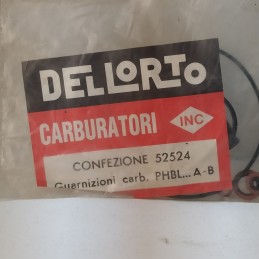 DELLORTO
CARBURATORI INC
CONFEZIONE 52524
Guarnizioni carb. PHBL... A-B